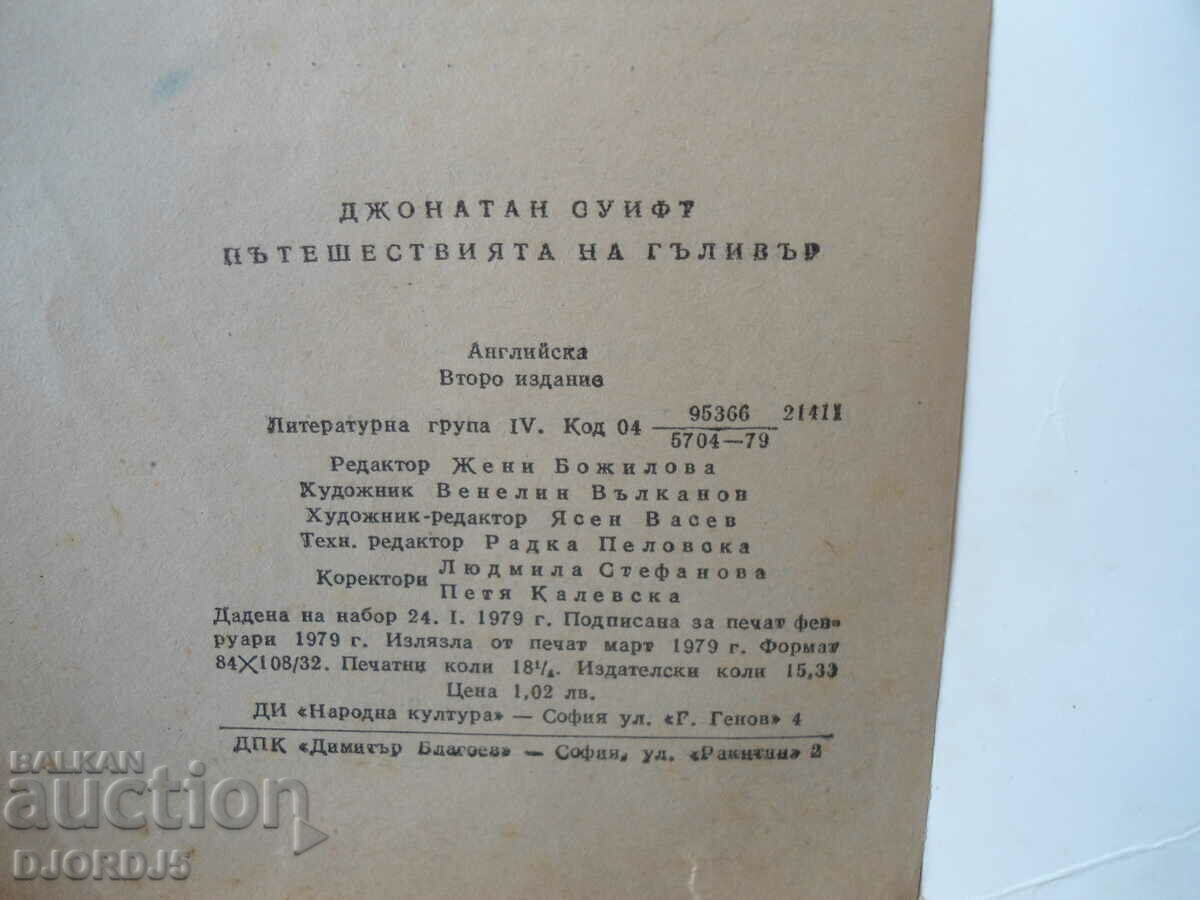 ДЖОНАТАН СУИФТ
ПЪТЕШЕСТВИЯТА НА ГЪЛИВЪР
Английска
Второ издание
Литературна група IV. Код 04 95366 21411
5704—79
Редактор Жени Божилова
Художник Венелин Вълканов
Художник-редактор Ясен Васев
Техн. редактор Радка Пеловска
Коректори Людмила Стефанова
Петя Калевска
Дадена на набор 24. I. 1979 г. Подписана за печат фев-
руари 1979 г. Излязла от печат март 1979 г. Формат
84×108/32. Печатни коли 18¹/₄. Издателски коли 15,33
Цена 1,02 лв.
ДИ «Народна култура» — София ул. «Г. Генов» 4
ДПК «Димитър Благоев» — София, ул. «Ракитин» 2
BALKAN
auction
DJORDJ5